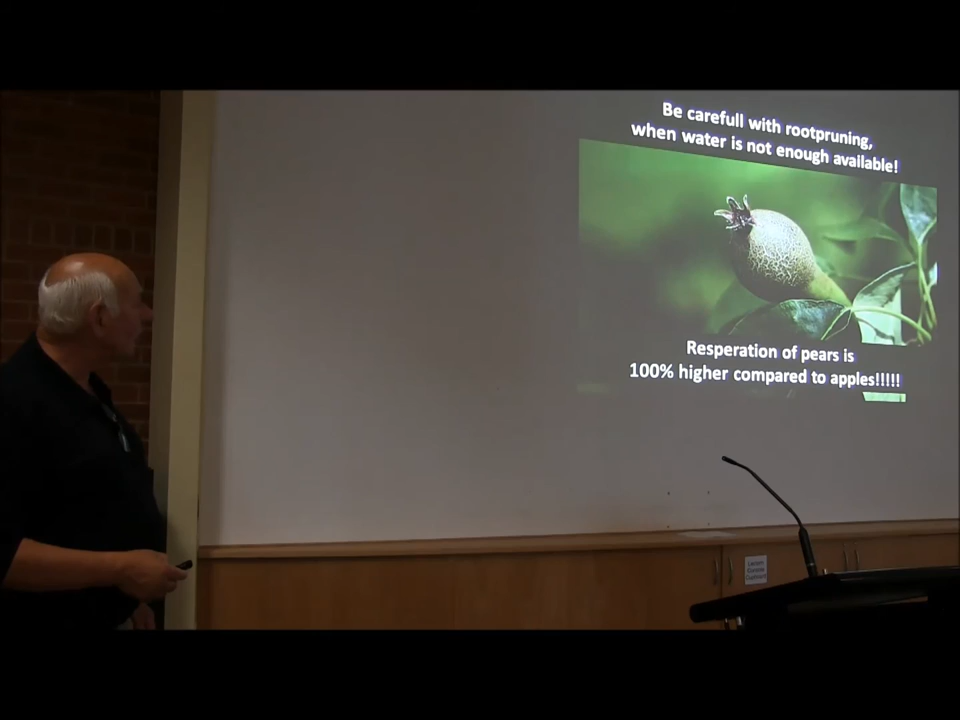 Be carefull with rootpruning,
when water is not enough available!
Resperation of pears is
100% higher compared to apples!!!!!